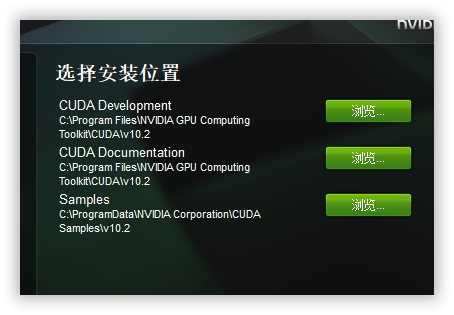 nVID
选择安装位置
CUDA Development
浏览...
C:\Program Files\NVIDIA GPU Computing
Toolkit\CUDA\v10.2
CUDA Documentation
浏览...
C:\Program Files\NVIDIA GPU Computing
Toolkit\CUDA\v10.2
Samples
浏览...
C:\ProgramData\NVIDIA Corporation\CUDA
Samples\v10.2